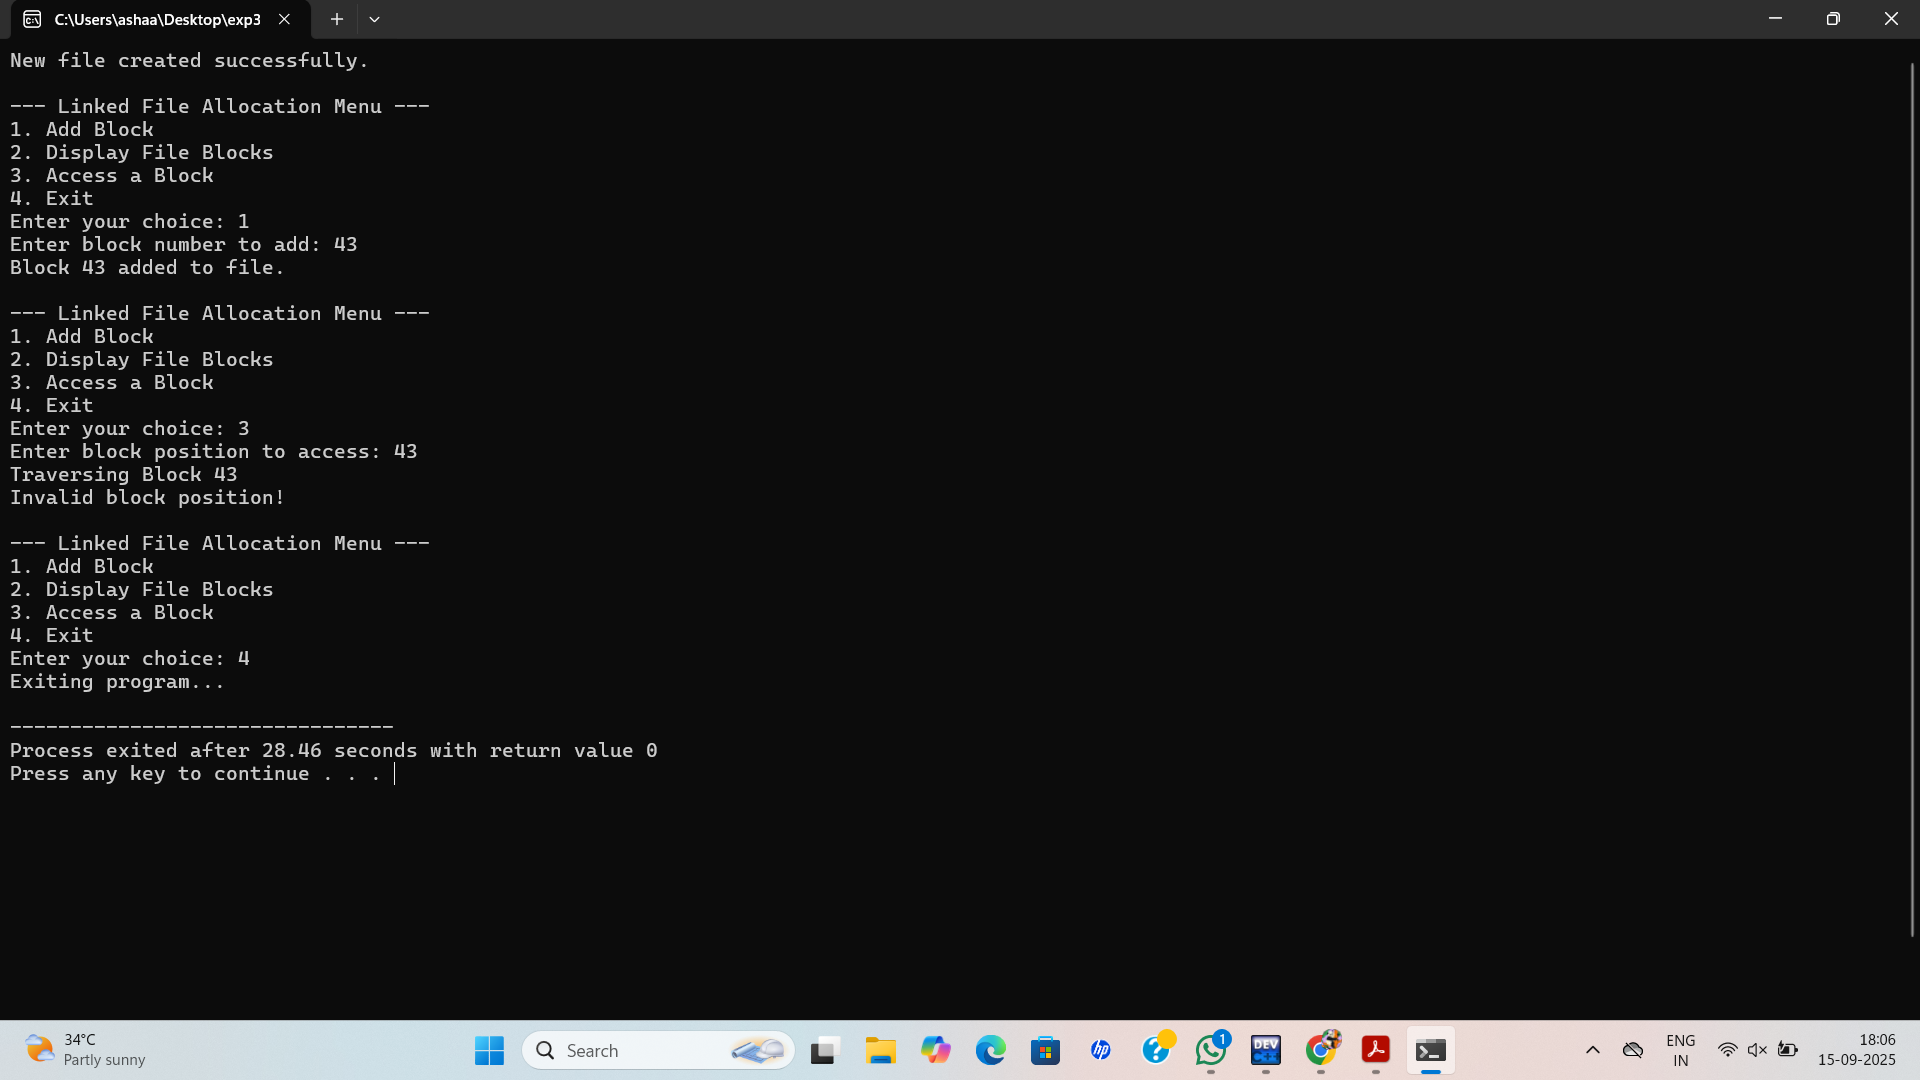 C:\Users\ashaa\Desktop\exp3
New file created successfully.
--- Linked File Allocation Menu ---
1. Add Block
2. Display File Blocks
3. Access a Block
4. Exit
Enter your choice: 1
Enter block number to add: 43
Block 43 added to file.
--- Linked File Allocation Menu ---
1. Add Block
2. Display File Blocks
3. Access a Block
4. Exit
Enter your choice: 3
Enter block position to access: 43
Traversing Block 43
Invalid block position!
--- Linked File Allocation Menu ---
1. Add Block
2. Display File Blocks
3. Access a Block
4. Exit
Enter your choice: 4
Exiting program...
--------------------------------
Process exited after 28.46 seconds with return value 0
Press any key to continue . . .
34°C
Partly sunny
Search
hp
1
DEV
C++
ENG
IN
18:06
15-09-2025